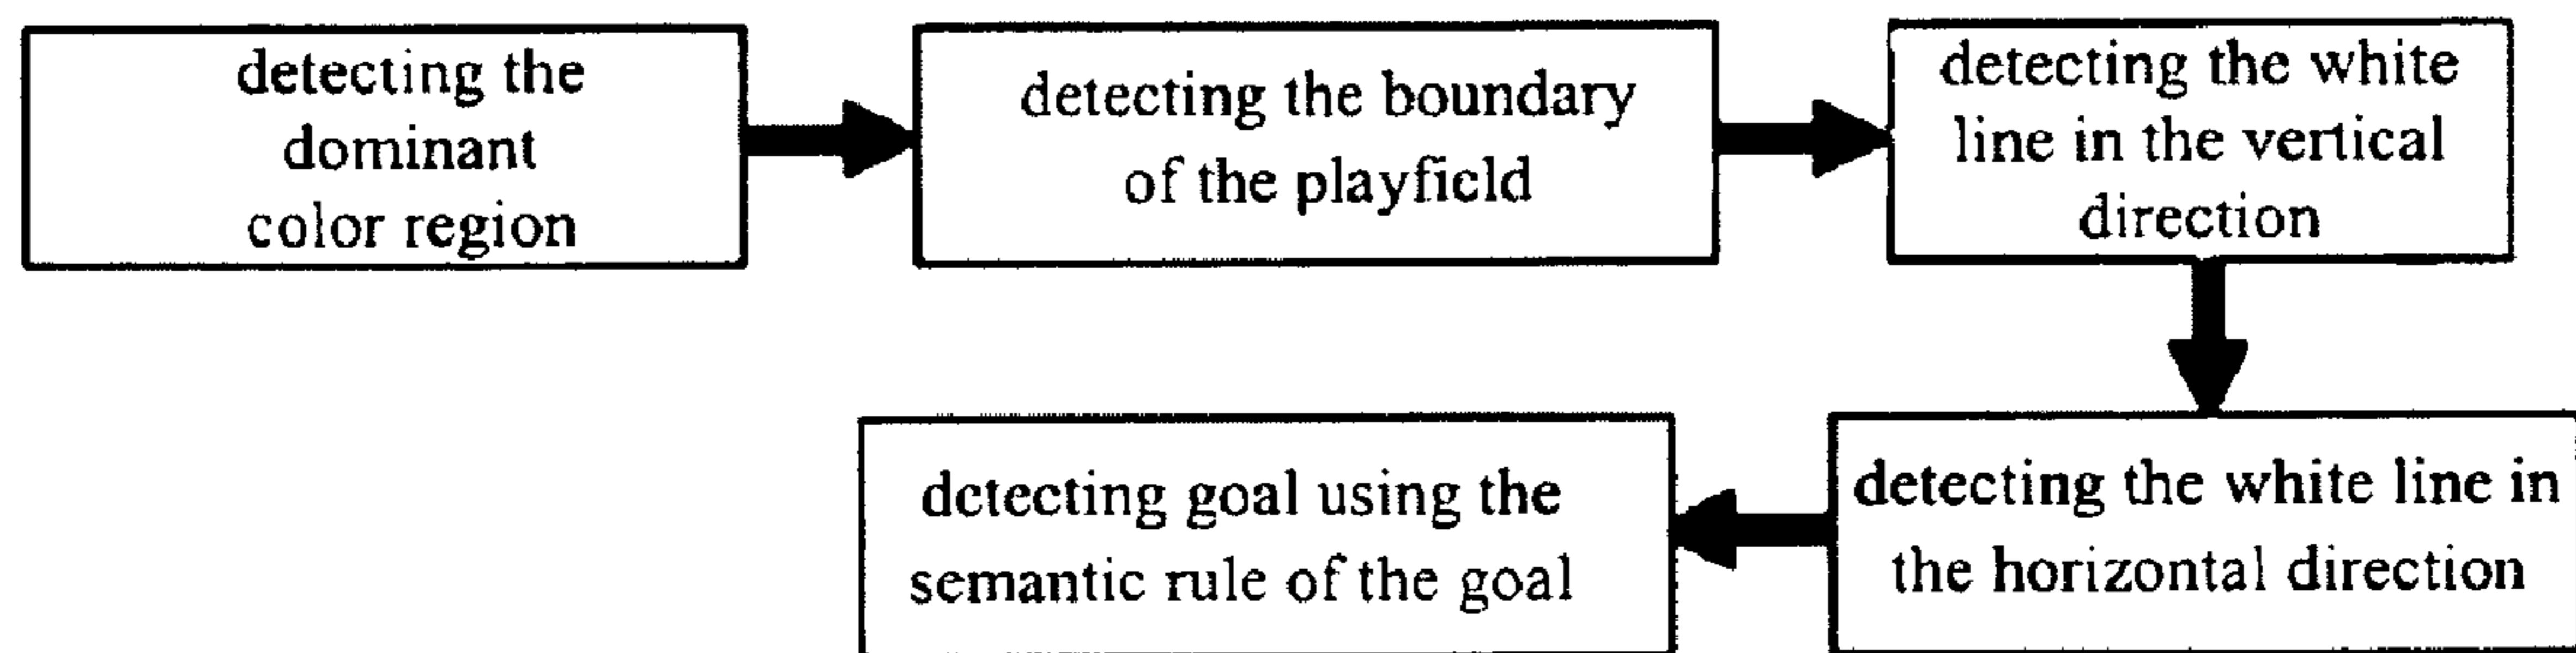 detecting the
dominant
color region
detecting the boundary
of the playfield
detecting the white
line in the vertical
direction
detecting the white line in
the horizontal direction
detecting goal using the
semantic rule of the goal